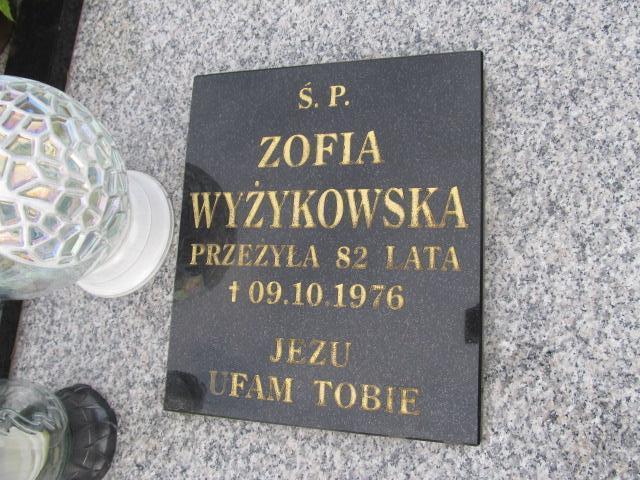 Ś. P.
ZOFIA
WYŻYKOWSKA
PRZEŻYŁA 82 LATA
† 09.10.1976
JEZU
UFAM TOBIE